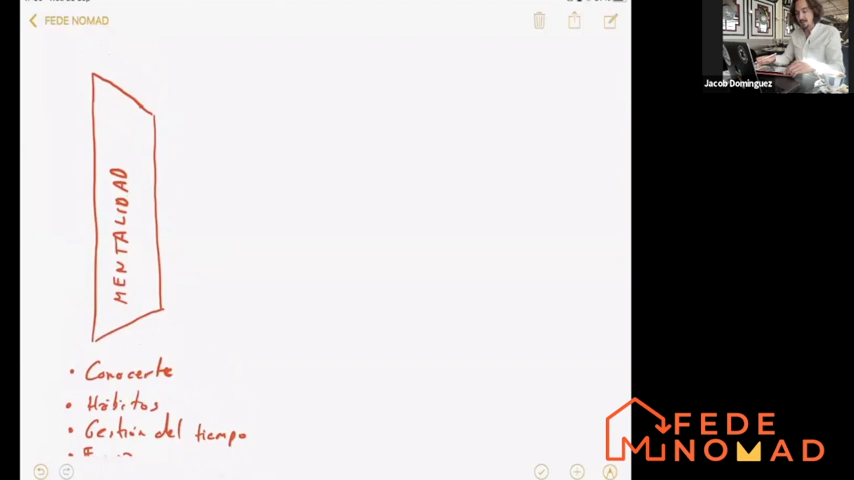 FEDE NOMAD
Jacob Dominguez
MENTALIDAD
• Conocerte
• Hábitos
• Gestión del tiempo
FEDE
NOMAD